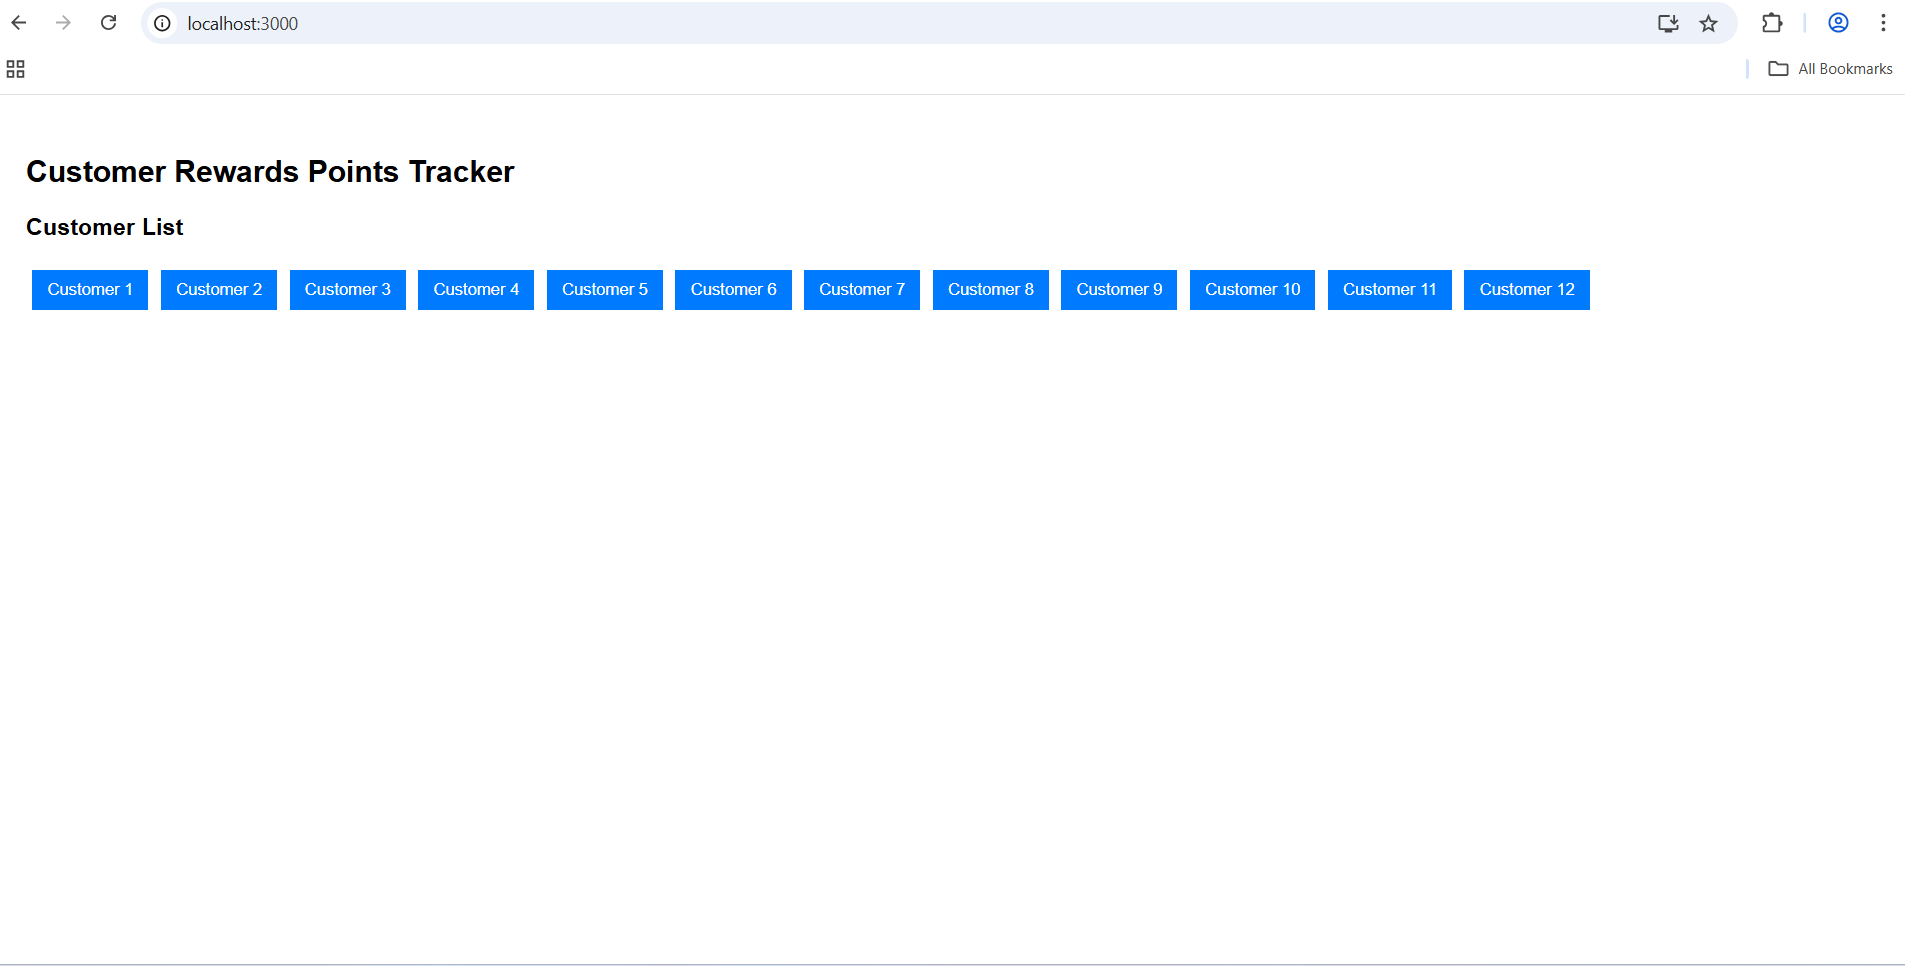 localhost:3000
All Bookmarks
Customer Rewards Points Tracker
Customer List
Customer 1 Customer 2 Customer 3 Customer 4 Customer 5 Customer 6 Customer 7 Customer 8 Customer 9 Customer 10 Customer 11 Customer 12